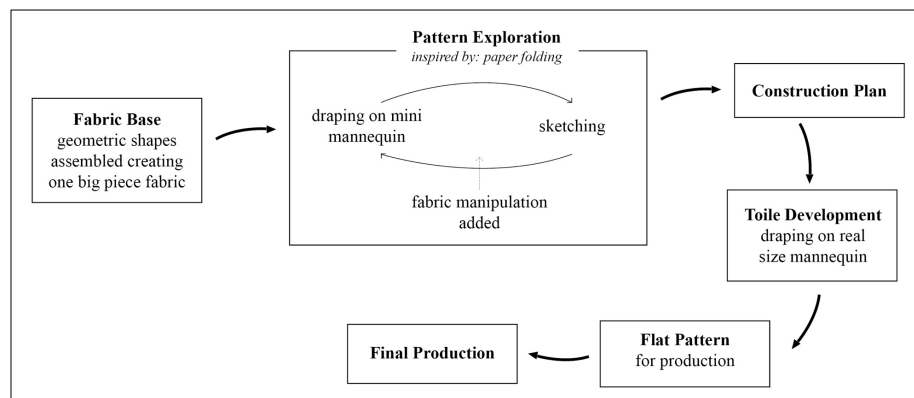 Pattern Exploration
inspired by: paper folding
Fabric Base
geometric shapes
assembled creating
one big piece fabric
draping on mini
mannequin
sketching
fabric manipulation
added
Construction Plan
Toile Development
draping on real
size mannequin
Flat Pattern
for production
Final Production